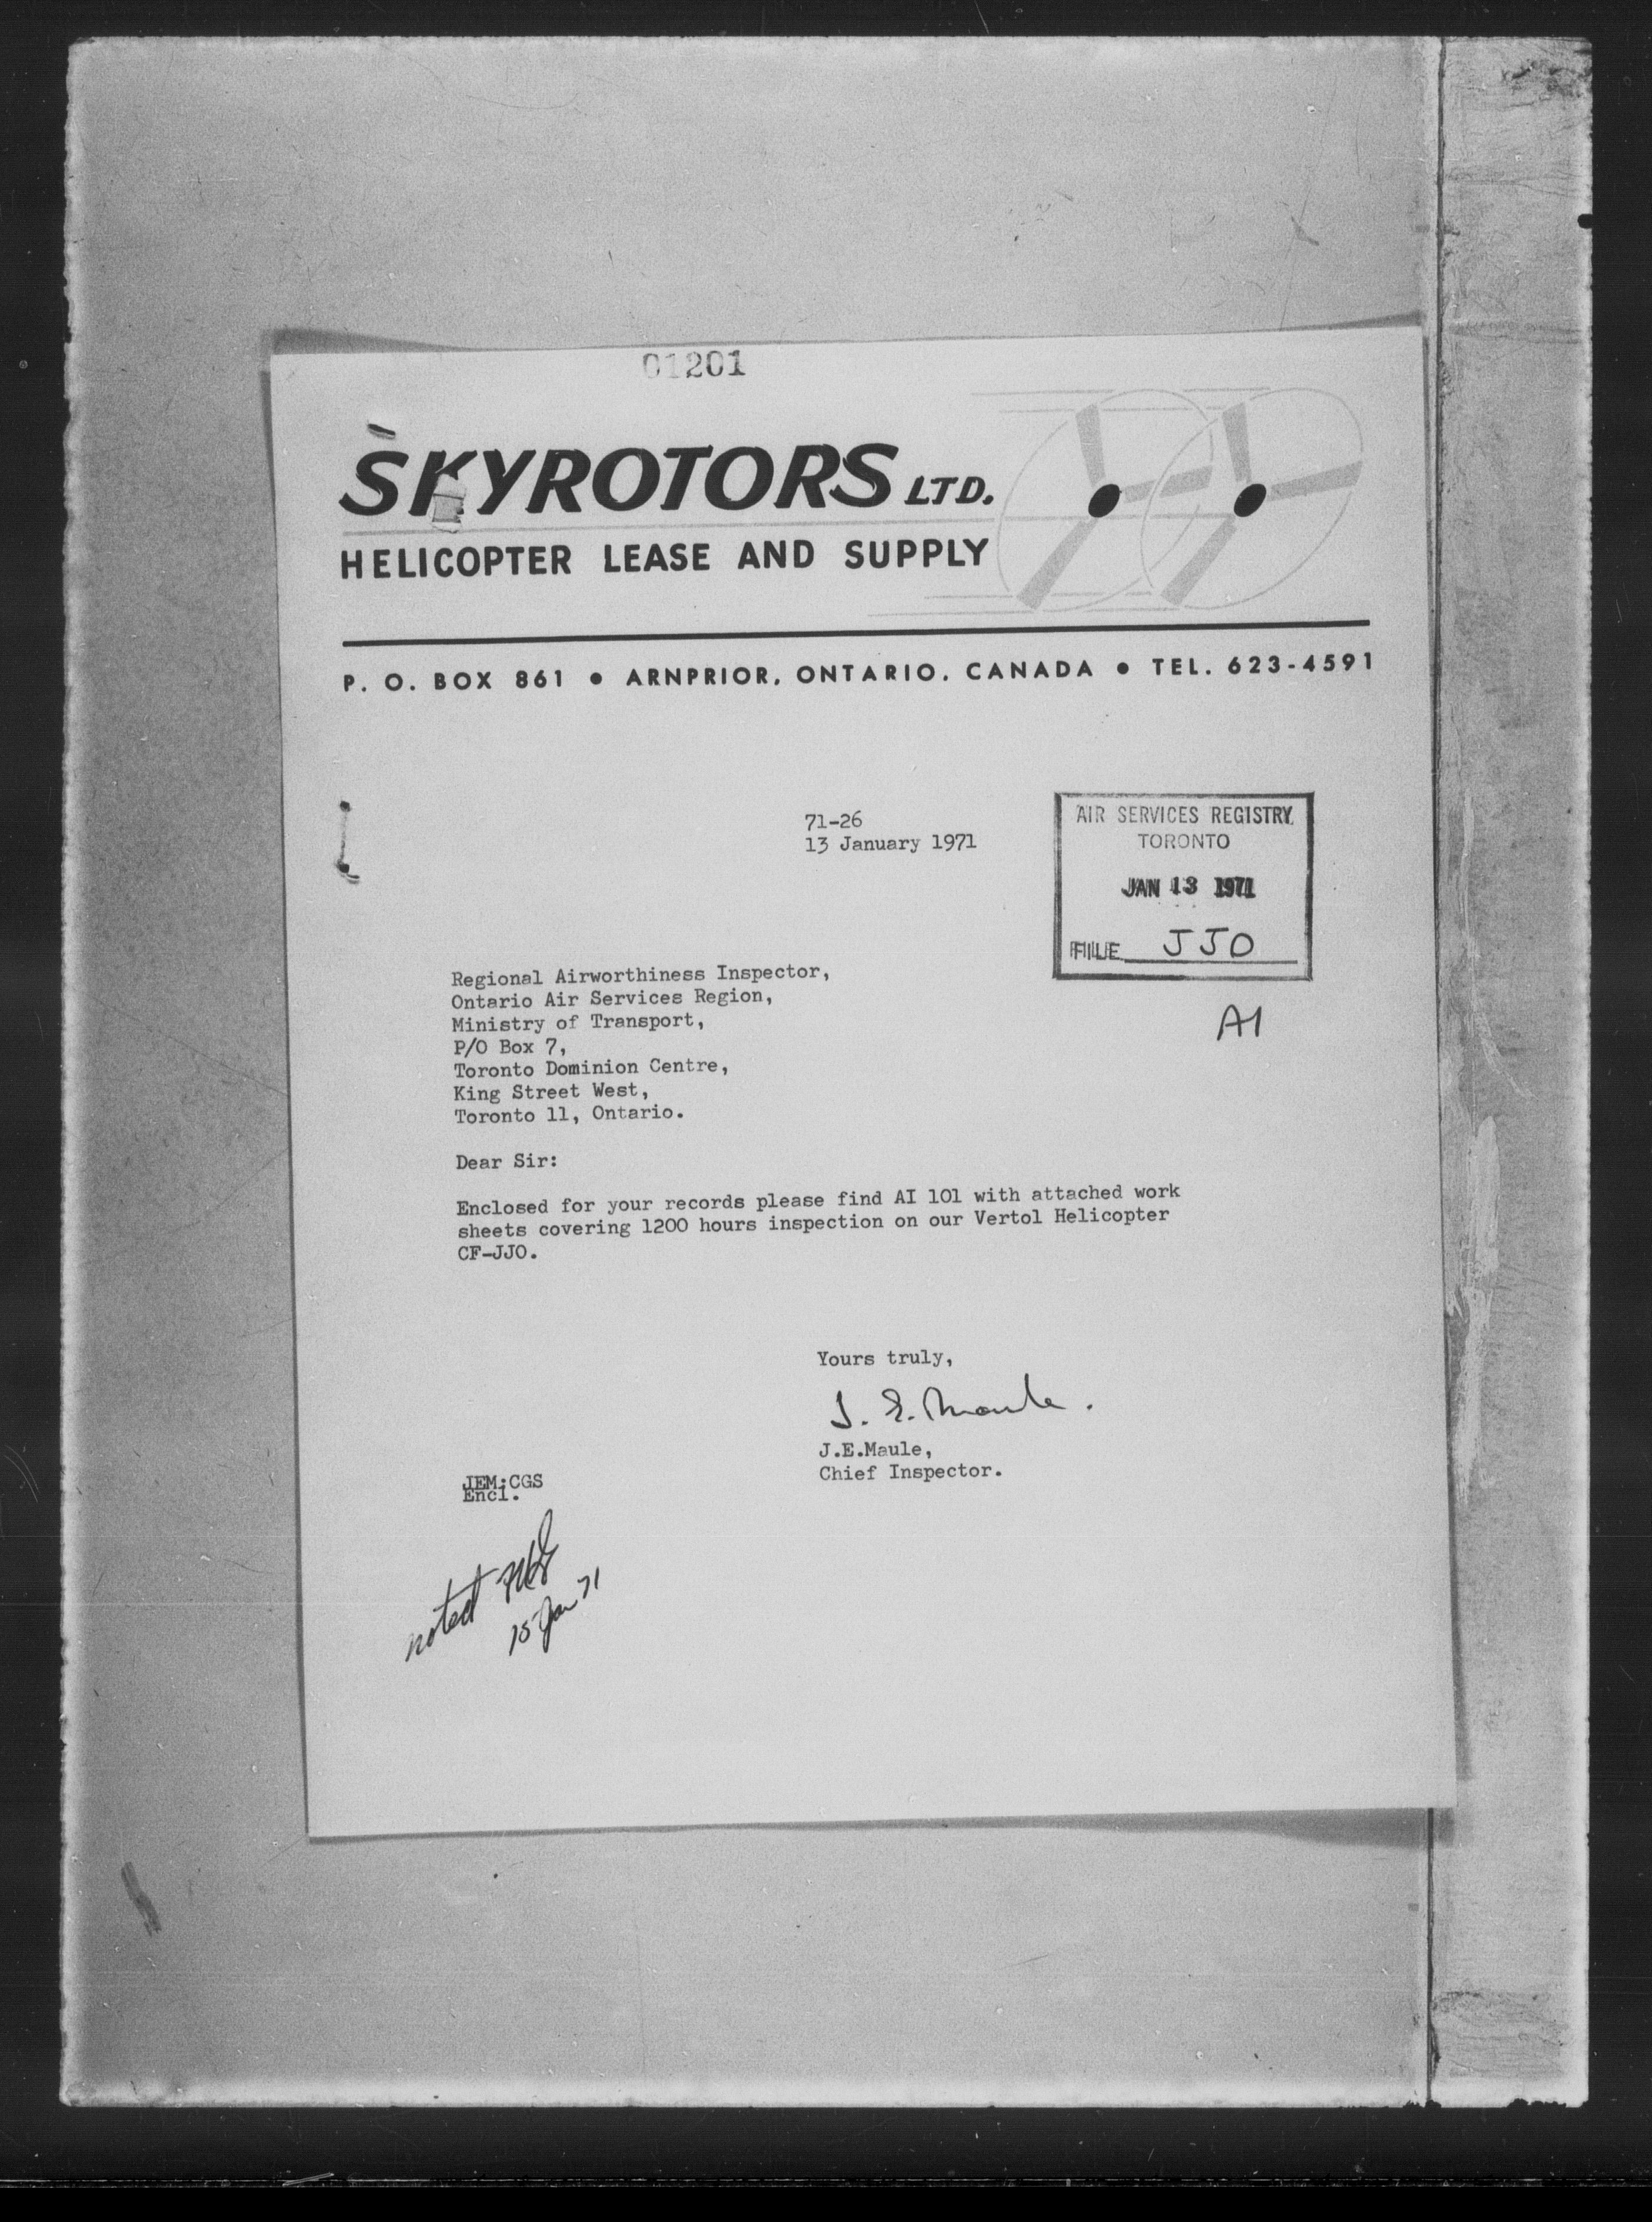 01201
SKYROTORS LTD.
HELICOPTER LEASE AND SUPPLY
P. O. BOX 861 • ARNPRIOR, ONTARIO, CANADA • TEL. 623-4591
71-26
13 January 1971
AIR SERVICES REGISTRY
TORONTO
JAN 13 1971
FILE JJO
A1
Regional Airworthiness Inspector,
Ontario Air Services Region,
Ministry of Transport,
P/O Box 7,
Toronto Dominion Centre,
King Street West,
Toronto 11, Ontario.
Dear Sir:
Enclosed for your records please find AI 101 with attached work
sheets covering 1200 hours inspection on our Vertol Helicopter
CF-JJO.
Yours truly,
J. E. Maule.
J.E.Maule,
Chief Inspector.
JEM:CGS
Encl.
noted
15 Jan 71